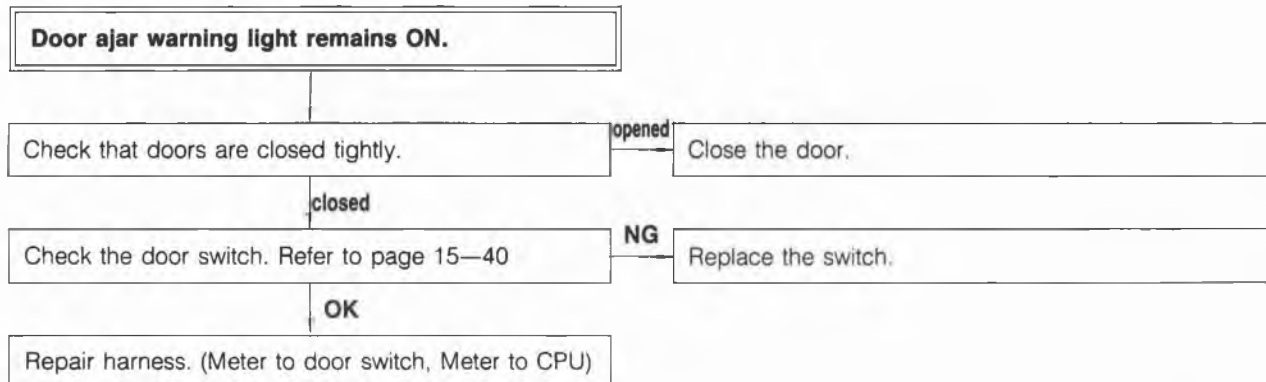 Door ajar warning light remains ON.
Check that doors are closed tightly.
opened
Close the door.
closed
Check the door switch. Refer to page 15—40
NG
Replace the switch.
OK
Repair harness. (Meter to door switch, Meter to CPU)